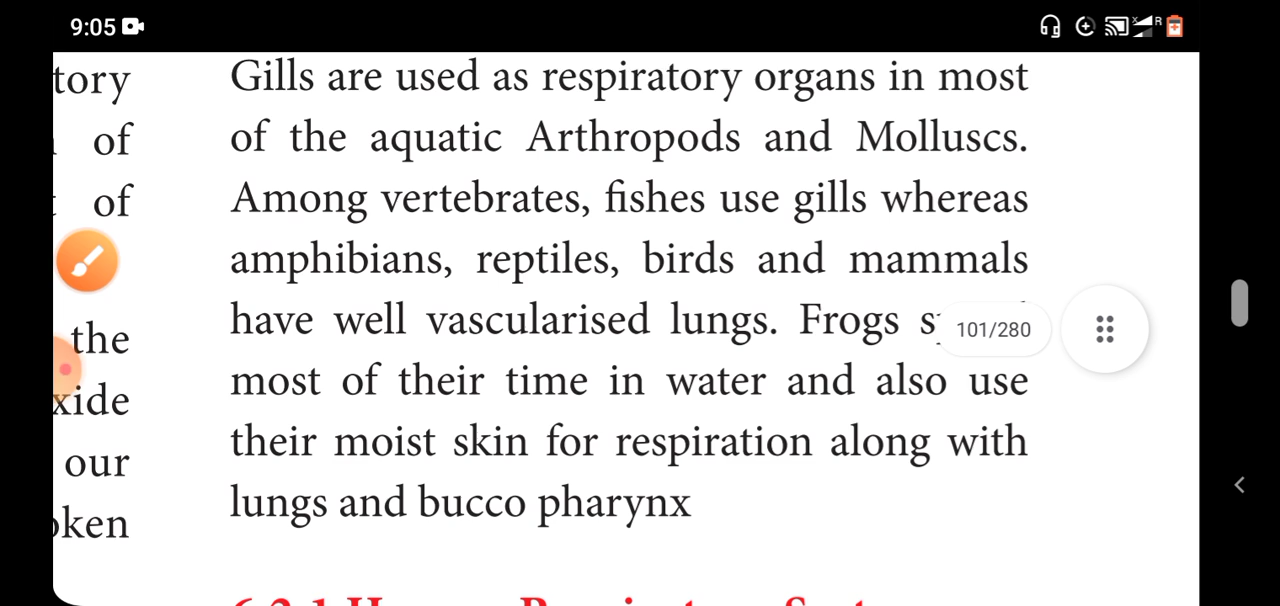 9:05
R
tory
of
of
the
xide
our
oken
Gills are used as respiratory organs in most
of the aquatic Arthropods and Molluscs.
Among vertebrates, fishes use gills whereas
amphibians, reptiles, birds and mammals
have well vascularised lungs. Frogs
101/280
most of their time in water and also use
their moist skin for respiration along with
lungs and bucco pharynx